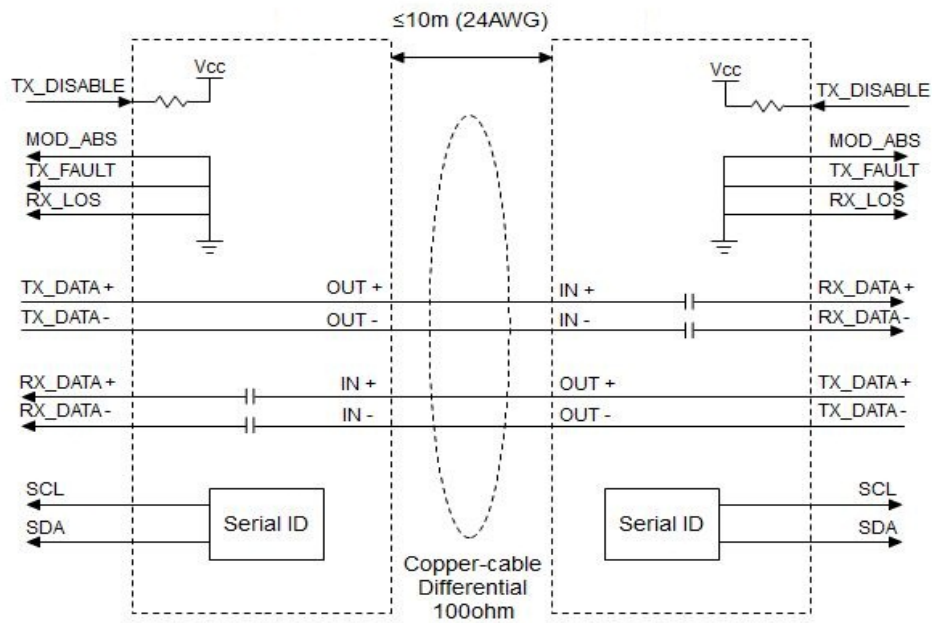 ≤10m (24AWG)
Vcc
Vcc
TX_DISABLE
TX_DISABLE
MOD_ABS
MOD_ABS
TX_FAULT
TX_FAULT
RX_LOS
RX_LOS
TX_DATA+
OUT +
IN +
RX_DATA+
TX_DATA-
OUT -
IN -
RX_DATA-
RX_DATA+
IN +
OUT +
TX_DATA+
RX_DATA-
IN -
OUT -
TX_DATA-
SCL
SCL
Serial ID
Serial ID
SDA
SDA
Copper-cable
Differential
100ohm